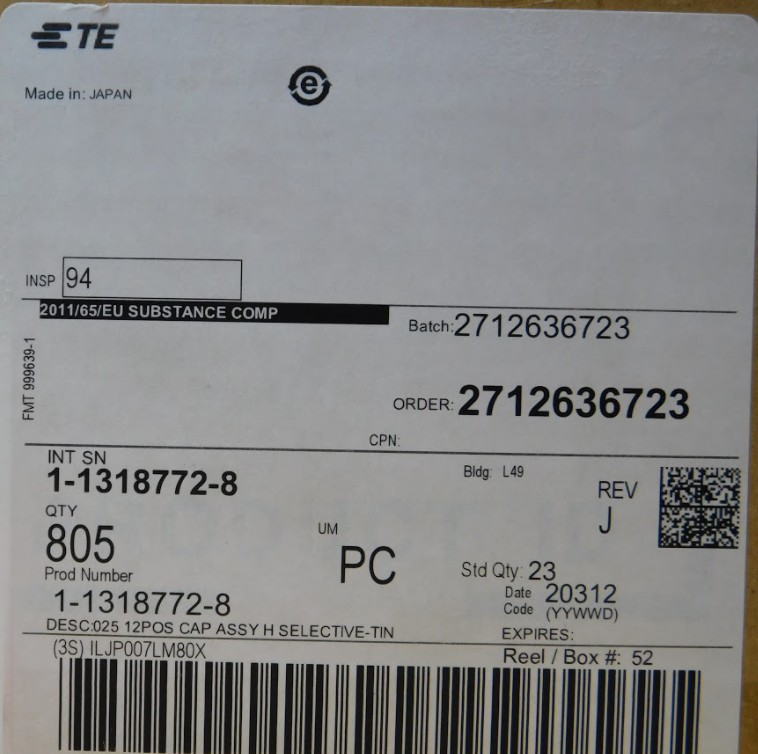 TE
Made in: JAPAN
e
INSP 94
2011/65/EU SUBSTANCE COMP
Batch:2712636723
FMT 999639-1
ORDER: 2712636723
CPN:
INT SN
1-1318772-8
Bldg: L49
REV
J
QTY
805
UM
PC
Std Qty: 23
Prod Number
1-1318772-8
Date Code 20312
(YYWWD)
DESC:025 12POS CAP ASSY H SELECTIVE-TIN
EXPIRES:
(3S) ILJP007LM80X
Reel / Box #: 52